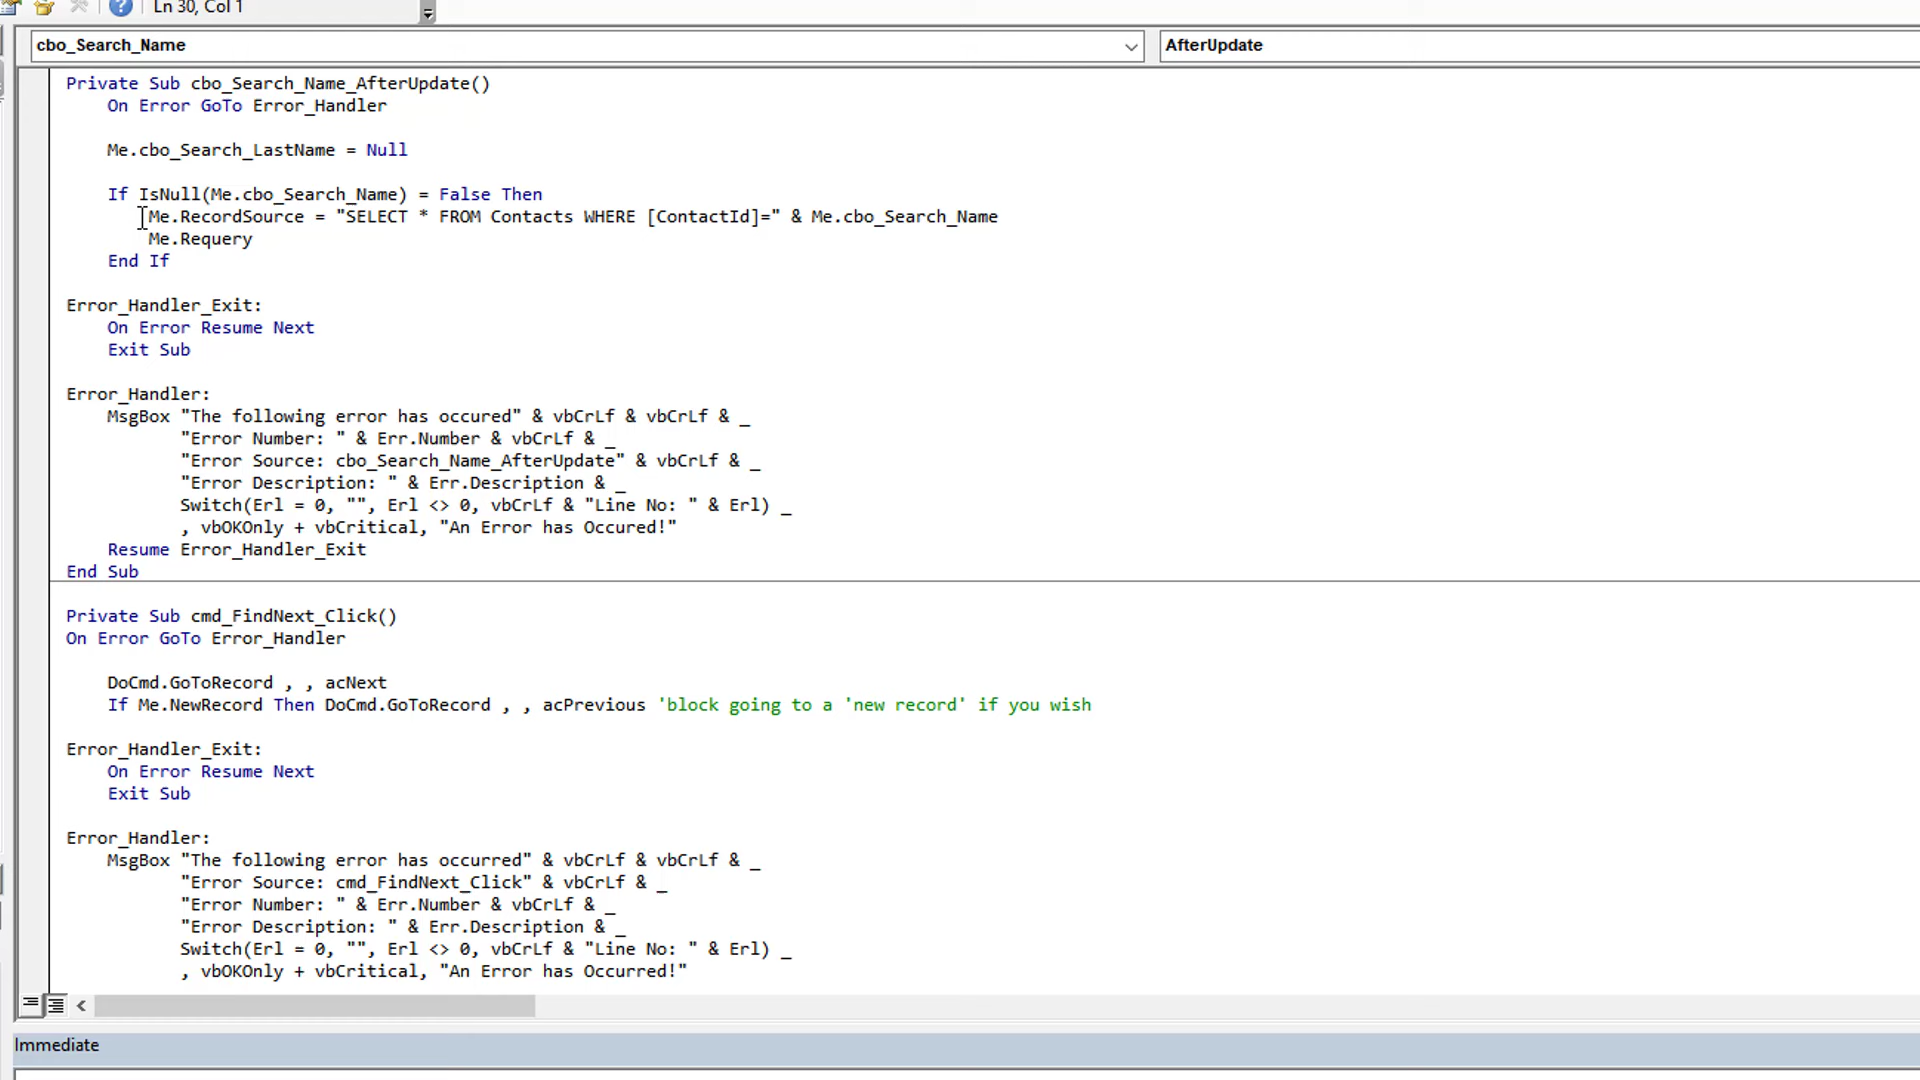 Ln 30, Col 1
cbo_Search_Name
AfterUpdate
Private Sub cbo_Search_Name_AfterUpdate()
    On Error GoTo Error_Handler
    Me.cbo_Search_LastName = Null
    If IsNull(Me.cbo_Search_Name) = False Then
        Me.RecordSource = "SELECT * FROM Contacts WHERE [ContactId]=" & Me.cbo_Search_Name
        Me.Requery
    End If
Error_Handler_Exit:
    On Error Resume Next
    Exit Sub
Error_Handler:
    MsgBox "The following error has occured" & vbCrLf & vbCrLf & _
           "Error Number: " & Err.Number & vbCrLf & _
           "Error Source: cbo_Search_Name_AfterUpdate" & vbCrLf & _
           "Error Description: " & Err.Description & _
           Switch(Erl = 0, "", Erl <> 0, vbCrLf & "Line No: " & Erl) _
           , vbOKOnly + vbCritical, "An Error has Occured!"
    Resume Error_Handler_Exit
End Sub
Private Sub cmd_FindNext_Click()
On Error GoTo Error_Handler
    DoCmd.GoToRecord , , acNext
    If Me.NewRecord Then DoCmd.GoToRecord , , acPrevious 'block going to a 'new record' if you wish
Error_Handler_Exit:
    On Error Resume Next
    Exit Sub
Error_Handler:
    MsgBox "The following error has occurred" & vbCrLf & vbCrLf & _
           "Error Source: cmd_FindNext_Click" & vbCrLf & _
           "Error Number: " & Err.Number & vbCrLf & _
           "Error Description: " & Err.Description & _
           Switch(Erl = 0, "", Erl <> 0, vbCrLf & "Line No: " & Erl) _
           , vbOKOnly + vbCritical, "An Error has Occurred!"
Immediate